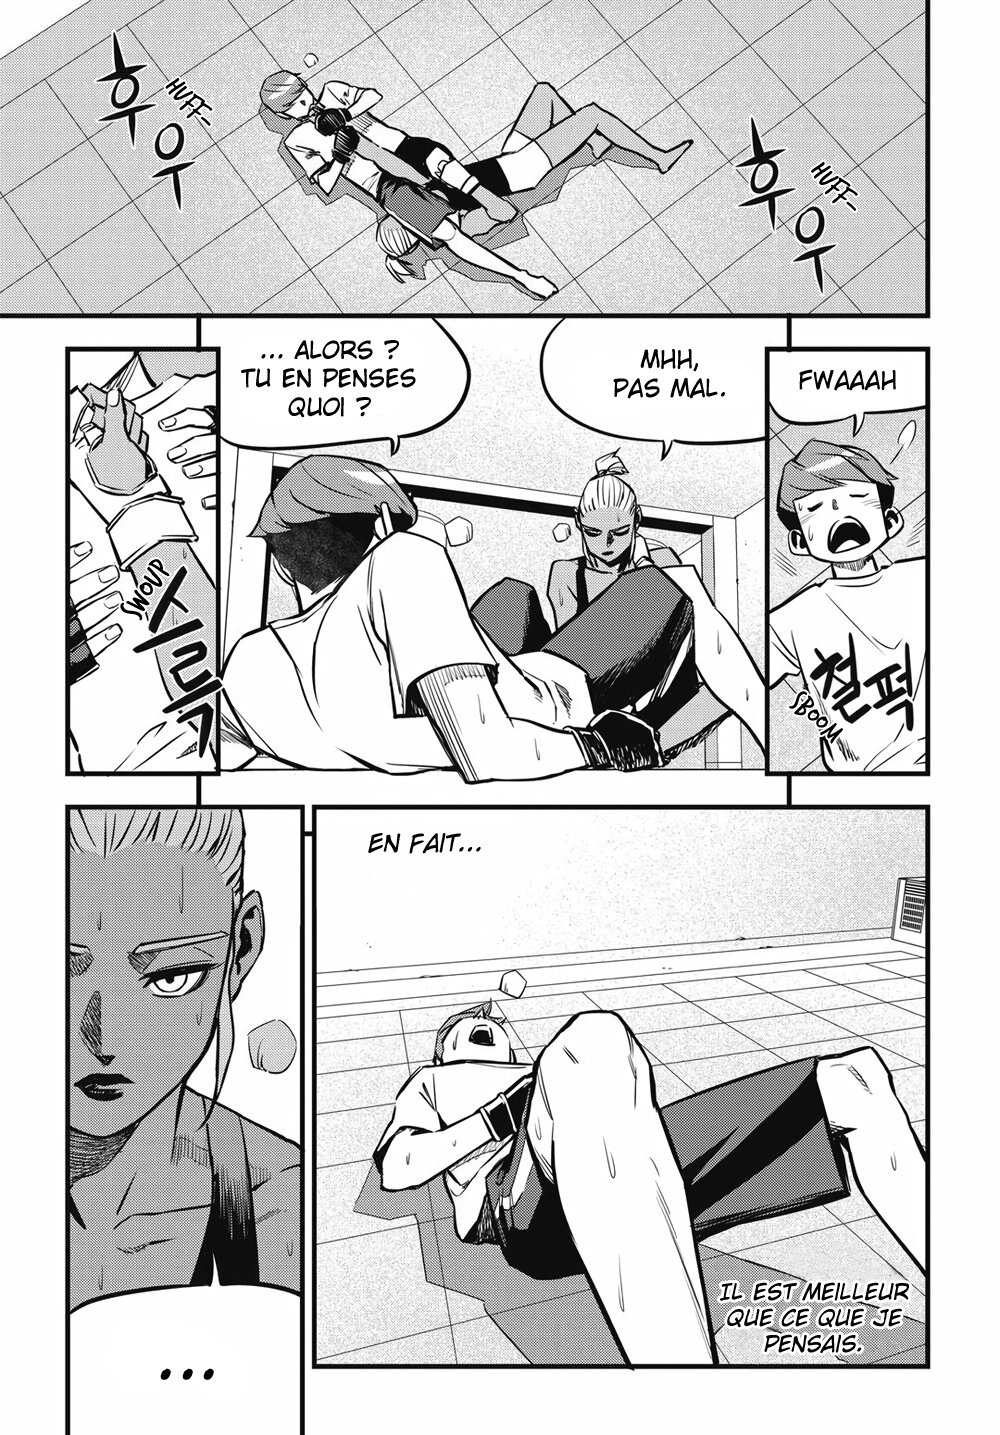 후우
HUFF-
후우
HUFF-
SWOUP
스륵
... ALORS ?
TU EN PENSES
QUOI ?
MHH,
PAS MAL.
FWAAAH
철퍽
SBOOM
...
EN FAIT...
IL EST MEILLEUR
QUE CE QUE JE
PENSAIS.